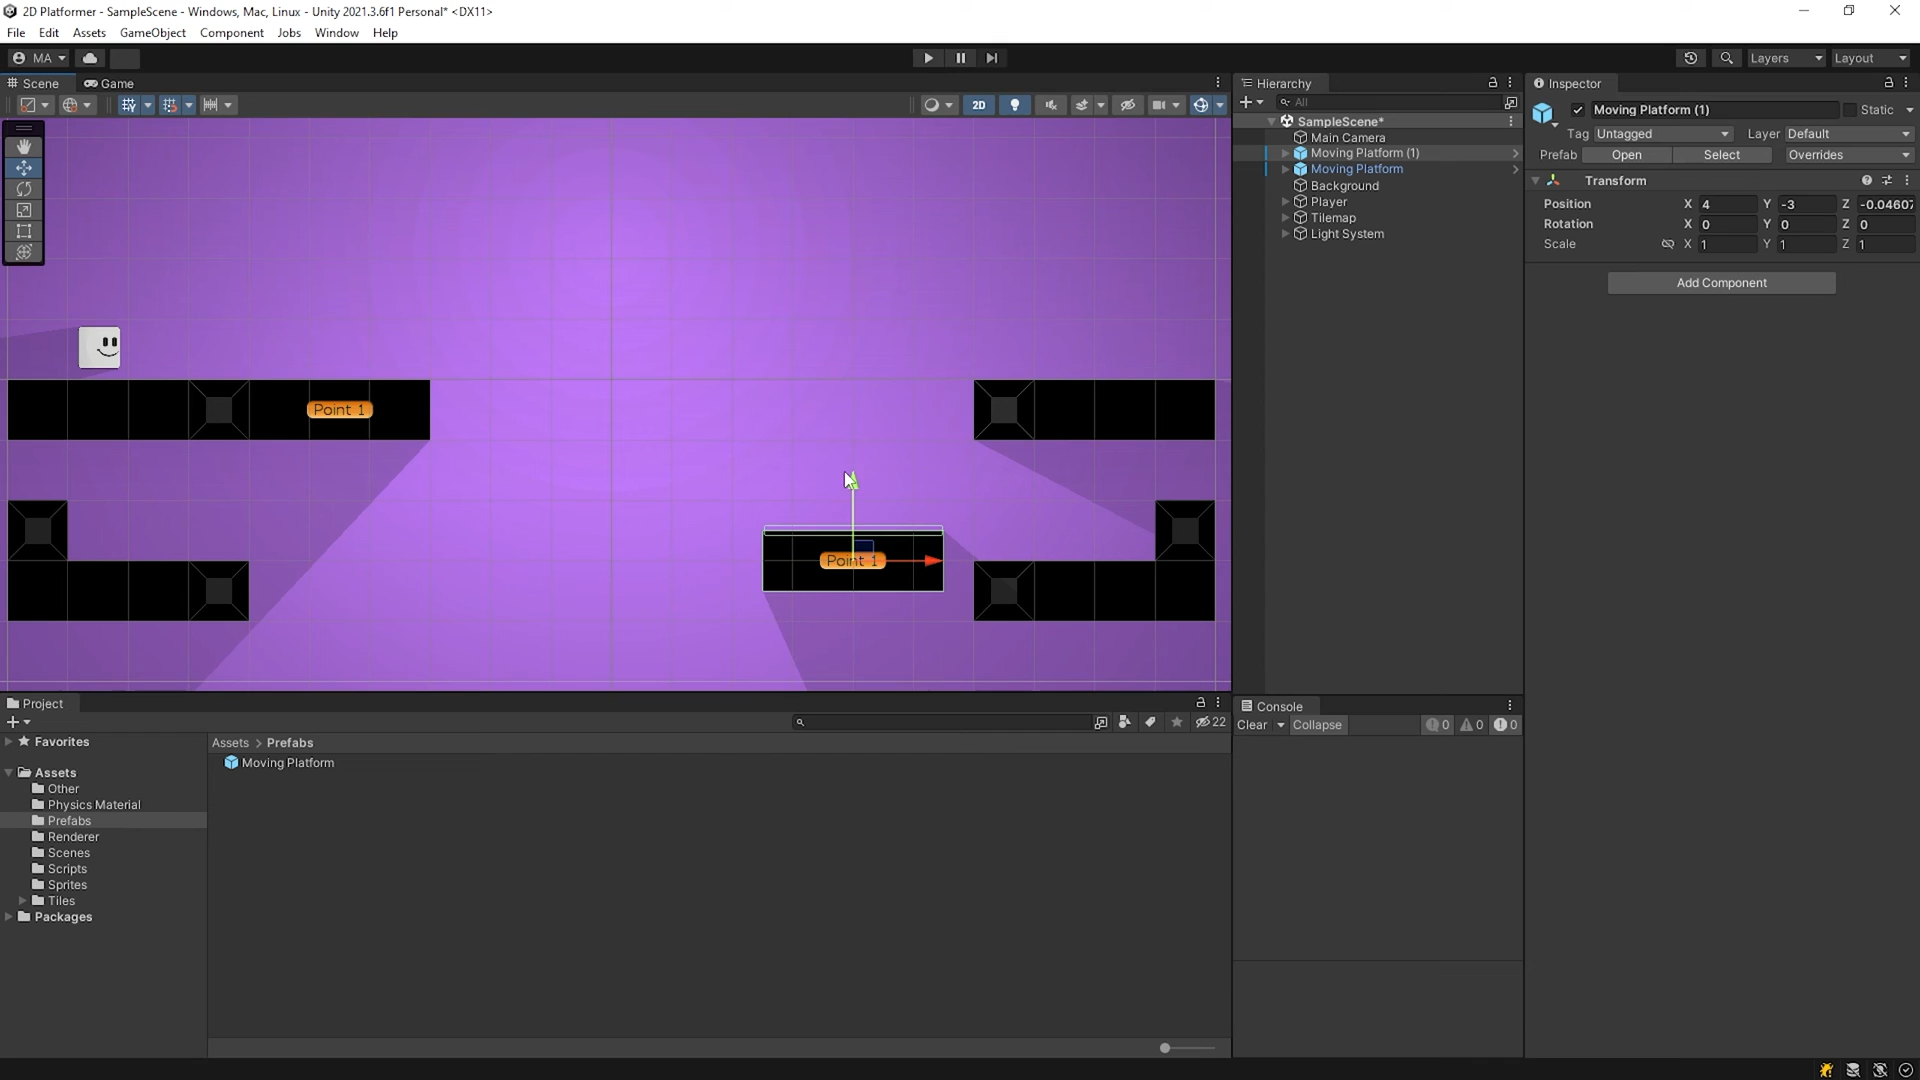 2D Platformer - SampleScene - Windows, Mac, Linux - Unity 2021.3.6f1 Personal* <DX11>
File Edit Assets GameObject Component Jobs Window Help
MA Layers Layout
Scene Game
2D
Point 1
Point 1
Hierarchy
All
SampleScene*
Main Camera
Moving Platform (1)
Moving Platform
Background
Player
Tilemap
Light System
Inspector
Moving Platform (1) Static
Tag Untagged Layer Default
Prefab Open Select Overrides
Transform
Position X 4 Y -3 Z -0.04607
Rotation X 0 Y 0 Z 0
Scale X 1 Y 1 Z 1
Add Component
Project
22
Favorites
Assets
Other
Physics Material
Prefabs
Renderer
Scenes
Scripts
Sprites
Tiles
Packages
Assets > Prefabs
Moving Platform
Console
Clear Collapse 0 0 0